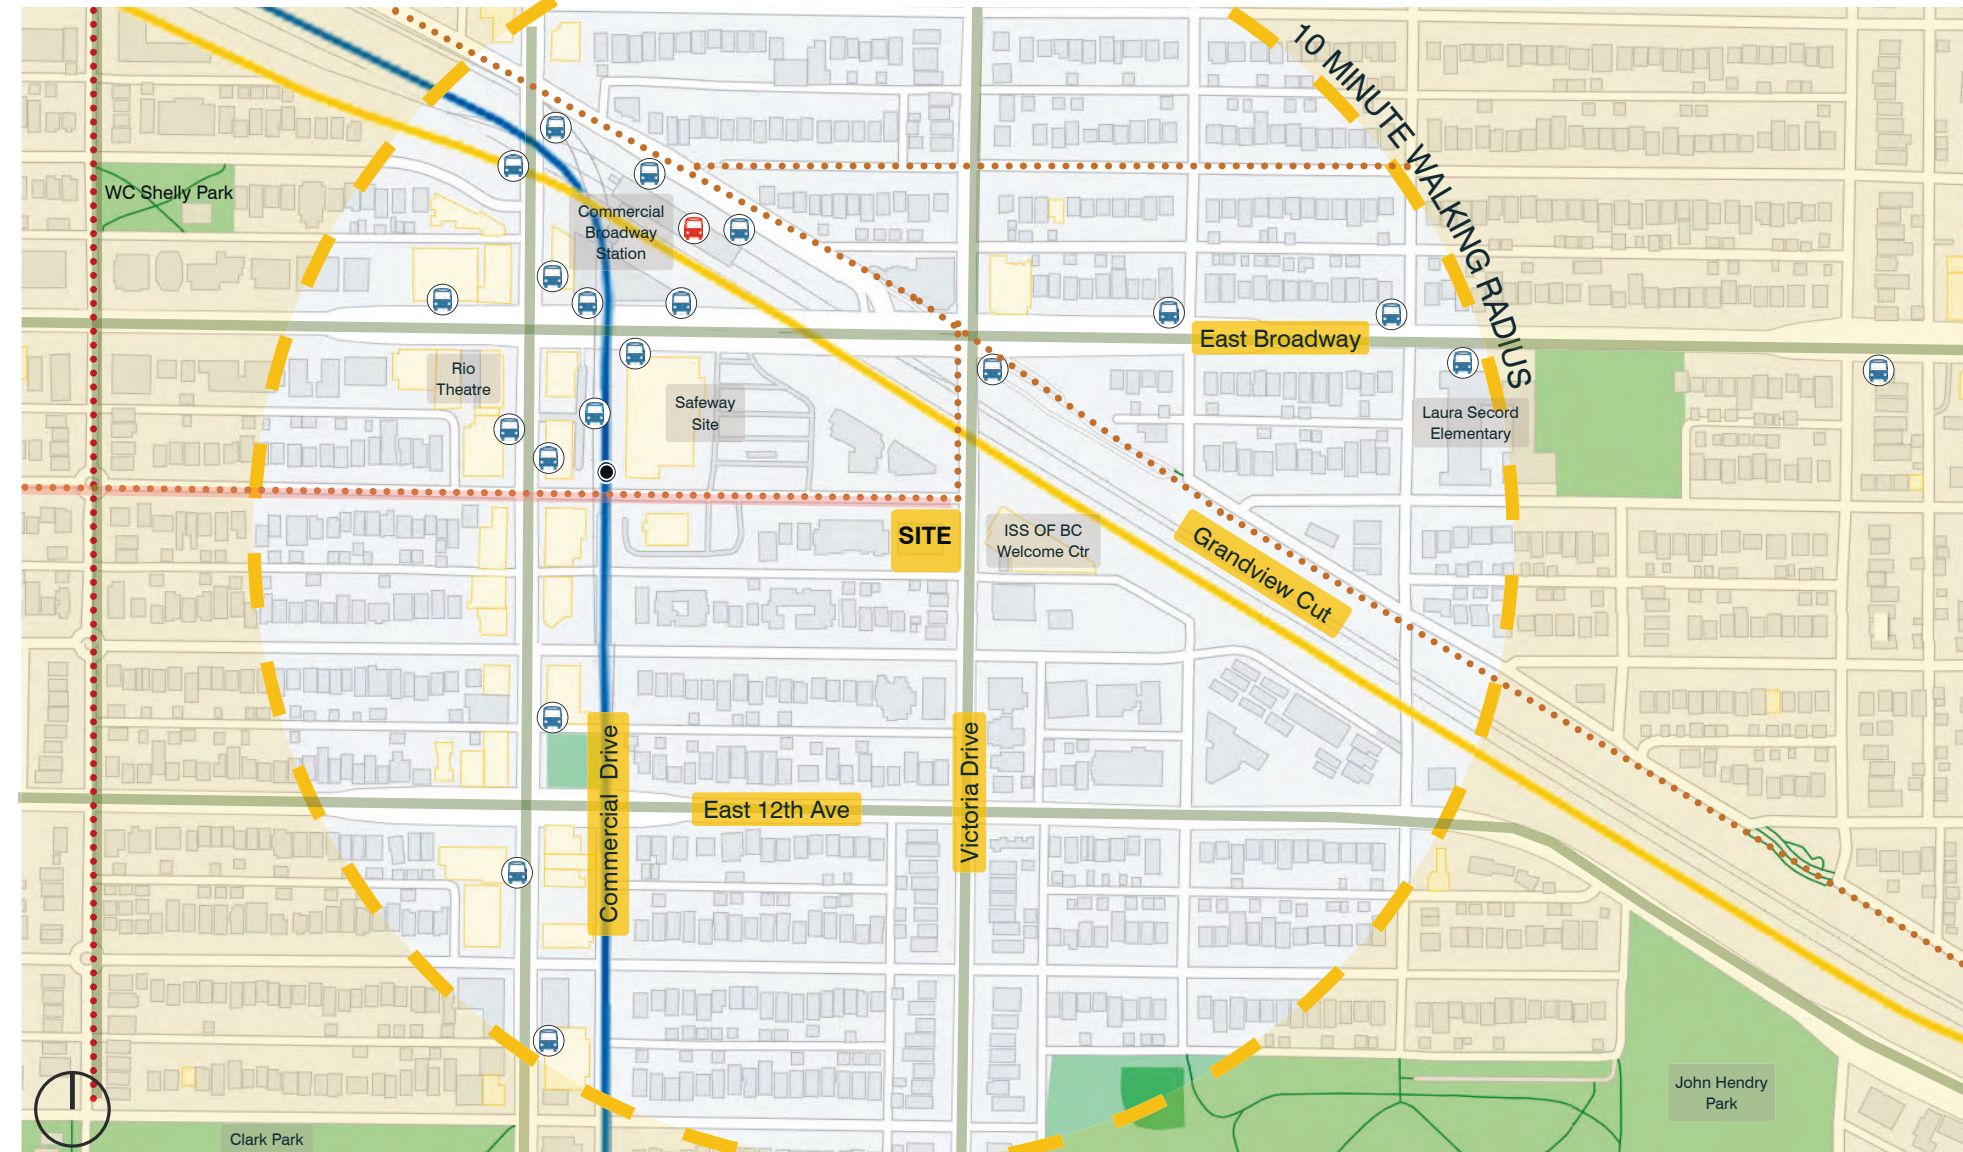 10 MINUTE WALKING RADIUS
WC Shelly Park
Commercial
Broadway
Station
East Broadway
Rio
Theatre
Safeway
Site
Laura Secord
Elementary
SITE
ISS OF BC
Welcome Ctr
Grandview Cut
Commercial Drive
Victoria Drive
East 12th Ave
John Hendry
Park
Clark Park